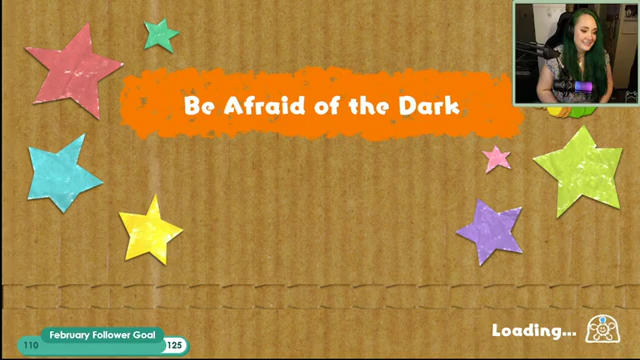 Be Afraid of the Dark
Loading...
February Follower Goal
110
125